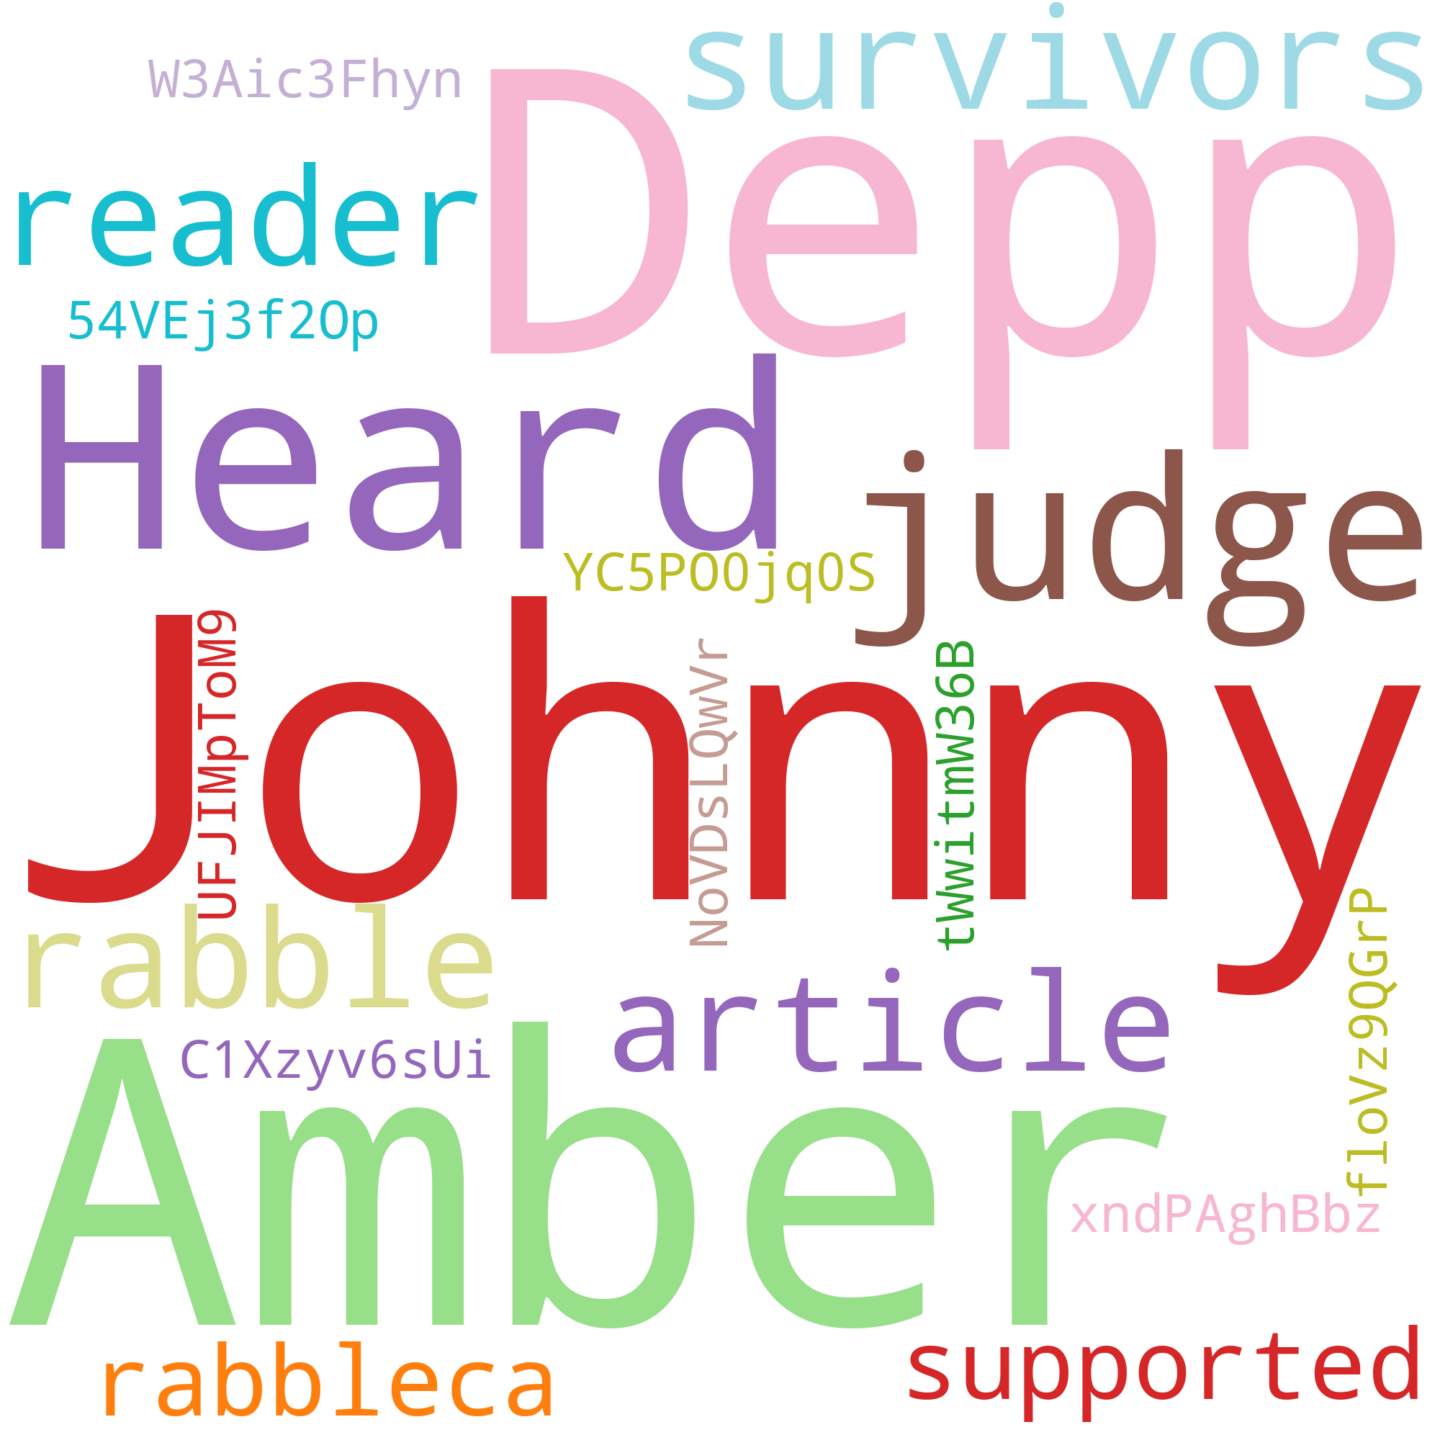 survivors
W3Aic3Fhyn
Depp
reader
54VEj3f2Op
Heard
judge
YC5PO0jq0S
Johnny
UFJIMpToM9
NoVDsLQwVr
tWwitmW36B
rabble
floVz9QGrP
article
C1Xzyv6sUi
Amber
xndPAghBbz
rabbleca
supported